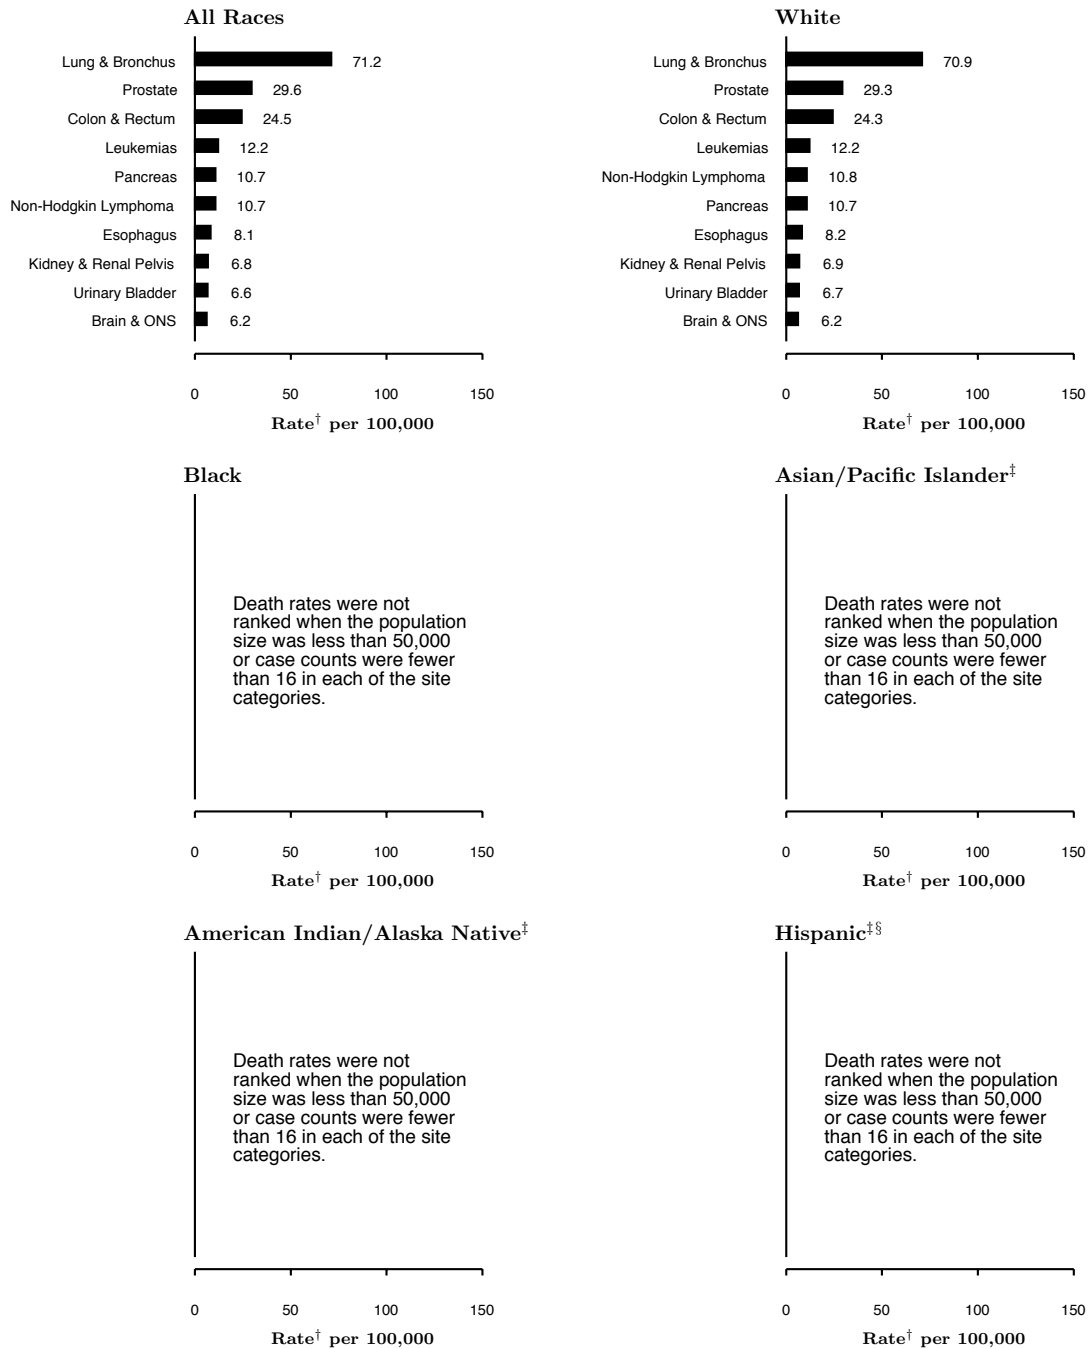 All Races
Lung & Bronchus 71.2
Prostate 29.6
Colon & Rectum 24.5
Leukemias 12.2
Pancreas 10.7
Non-Hodgkin Lymphoma 10.7
Esophagus 8.1
Kidney & Renal Pelvis 6.8
Urinary Bladder 6.6
Brain & ONS 6.2
0 50 100 150
Rate† per 100,000
White
Lung & Bronchus 70.9
Prostate 29.3
Colon & Rectum 24.3
Leukemias 12.2
Non-Hodgkin Lymphoma 10.8
Pancreas 10.7
Esophagus 8.2
Kidney & Renal Pelvis 6.9
Urinary Bladder 6.7
Brain & ONS 6.2
0 50 100 150
Rate† per 100,000
Black
Death rates were not
ranked when the population
size was less than 50,000
or case counts were fewer
than 16 in each of the site
categories.
0 50 100 150
Rate† per 100,000
Asian/Pacific Islander‡
Death rates were not
ranked when the population
size was less than 50,000
or case counts were fewer
than 16 in each of the site
categories.
0 50 100 150
Rate† per 100,000
American Indian/Alaska Native‡
Death rates were not
ranked when the population
size was less than 50,000
or case counts were fewer
than 16 in each of the site
categories.
0 50 100 150
Rate† per 100,000
Hispanic‡§
Death rates were not
ranked when the population
size was less than 50,000
or case counts were fewer
than 16 in each of the site
categories.
0 50 100 150
Rate† per 100,000